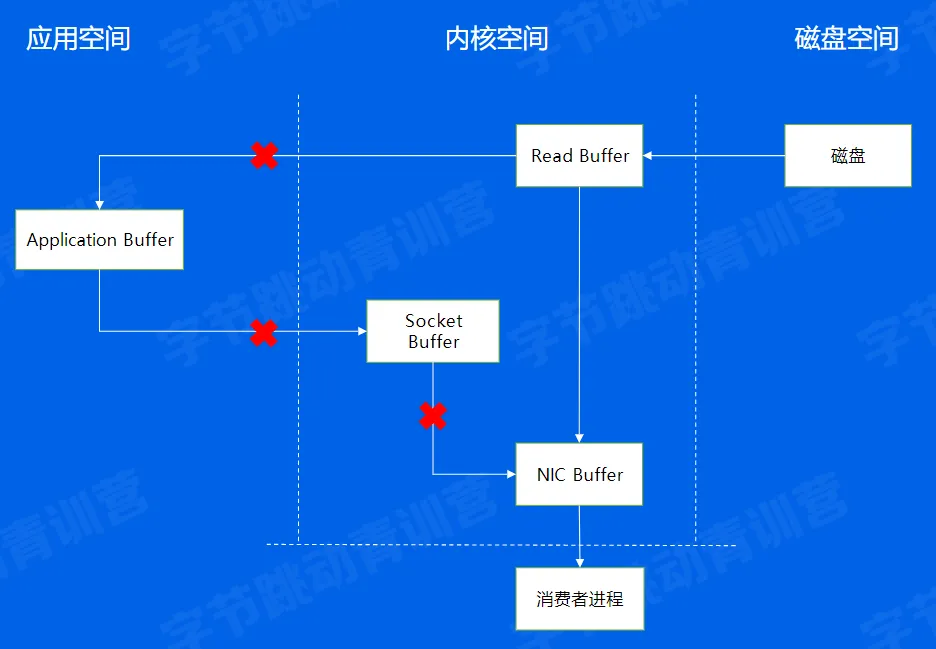 应用空间
内核空间
磁盘空间
Read Buffer
磁盘
Application Buffer
Socket
Buffer
NIC Buffer
消费者进程
字节跳动青训营